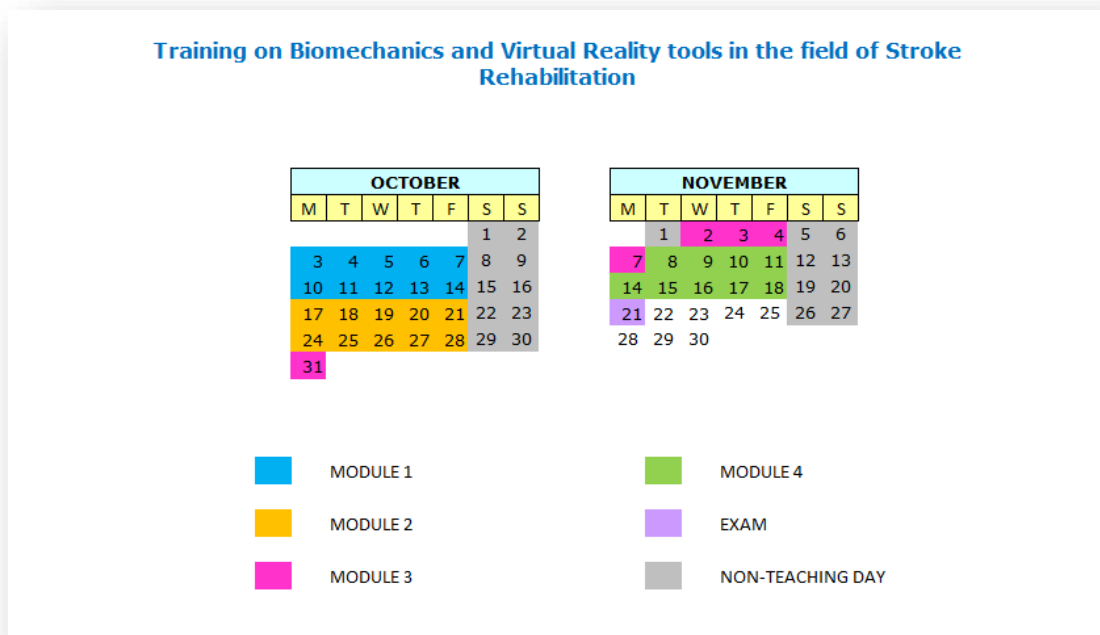 Training on Biomechanics and Virtual Reality tools in the field of Stroke
Rehabilitation
OCTOBER
M T W T F S S
1 2
3 4 5 6 7 8 9
10 11 12 13 14 15 16
17 18 19 20 21 22 23
24 25 26 27 28 29 30
31
NOVEMBER
M T W T F S S
1 2 3 4 5 6
7 8 9 10 11 12 13
14 15 16 17 18 19 20
21 22 23 24 25 26 27
28 29 30
MODULE 1
MODULE 2
MODULE 3
MODULE 4
EXAM
NON-TEACHING DAY